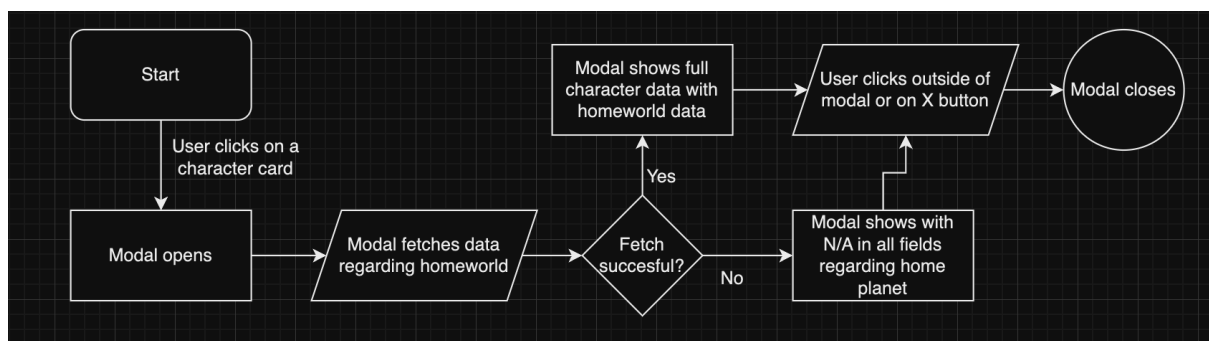 Start
User clicks on a
character card
Modal opens
Modal fetches data
regarding homeworld
Fetch
succesful?
Yes
Modal shows full
character data with
homeworld data
No
Modal shows with
N/A in all fields
regarding home
planet
User clicks outside of
modal or on X button
Modal closes